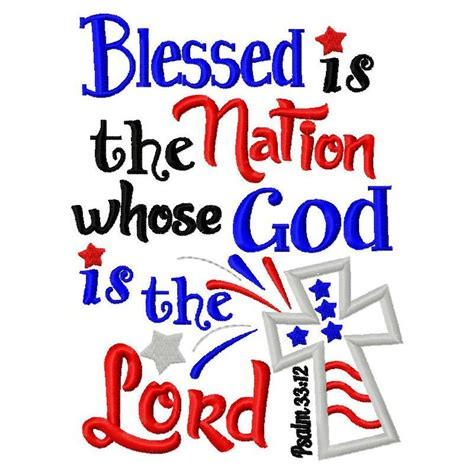 Blessed is
the Nation
whose God
is the
Lord
Psalm 33:12